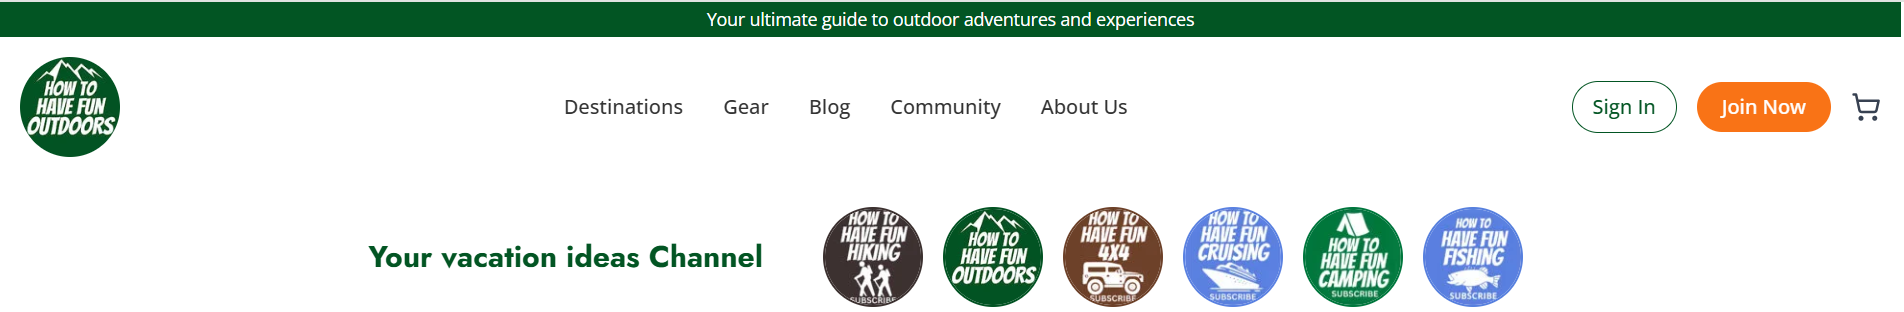 Your ultimate guide to outdoor adventures and experiences
HOW TO
HAVE FUN
OUTDOORS
Destinations
Gear
Blog
Community
About Us
Sign In
Join Now
Your vacation ideas Channel
HOW TO
HAVE FUN
HIKING
SUBSCRIBE
HOW TO
HAVE FUN
OUTDOORS
HOW TO
HAVE FUN
4X4
SUBSCRIBE
HOW TO
HAVE FUN
CRUISING
SUBSCRIBE
HOW TO
HAVE FUN
CAMPING
SUBSCRIBE
HOW TO
HAVE FUN
FISHING
SUBSCRIBE